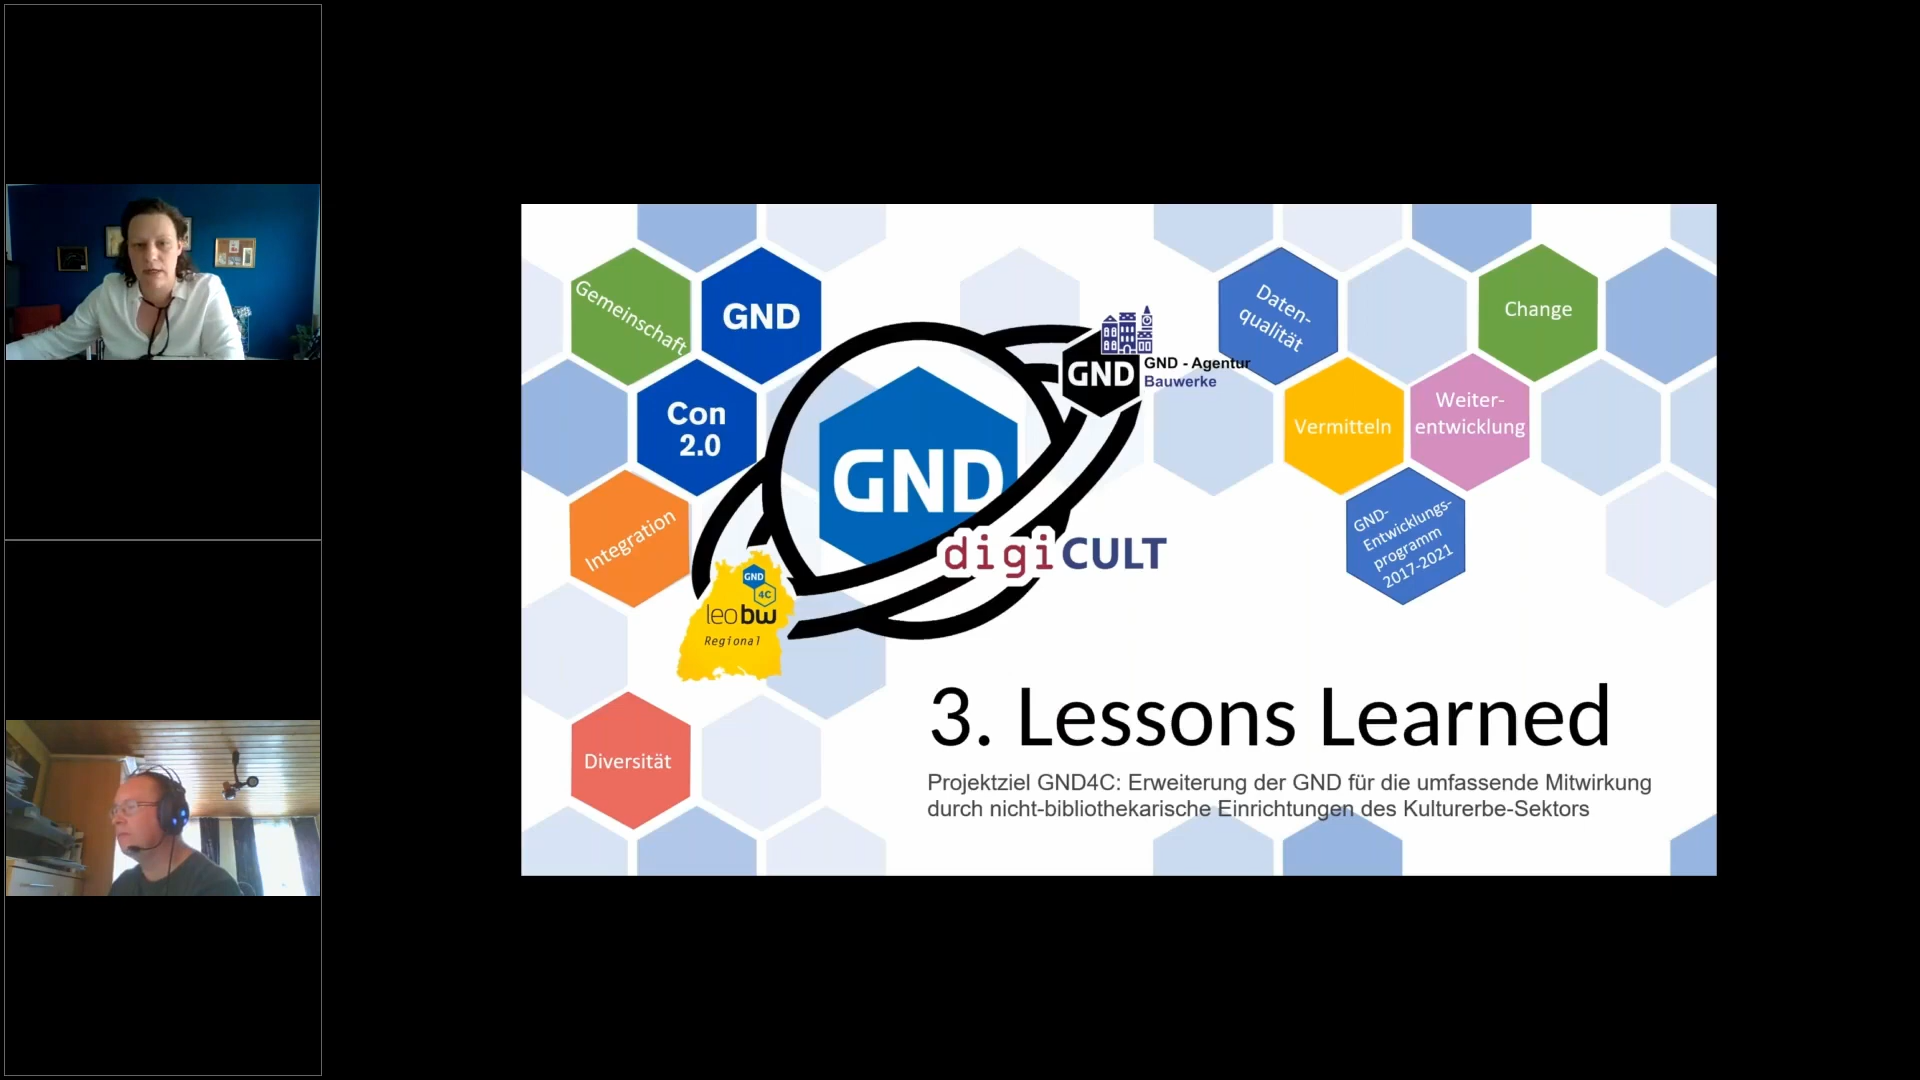 Gemeinschaft
GND
Con
2.0
Integration
Diversität
GND
GND
GND - Agentur
Bauwerke
digiCULT
GND
4C
leobw
Regional
Daten-
qualität
Change
Vermitteln
Weiter-
entwicklung
GND-
Entwicklungs-
programm
2017-2021
3. Lessons Learned
Projektziel GND4C: Erweiterung der GND für die umfassende Mitwirkung
durch nicht-bibliothekarische Einrichtungen des Kulturerbe-Sektors